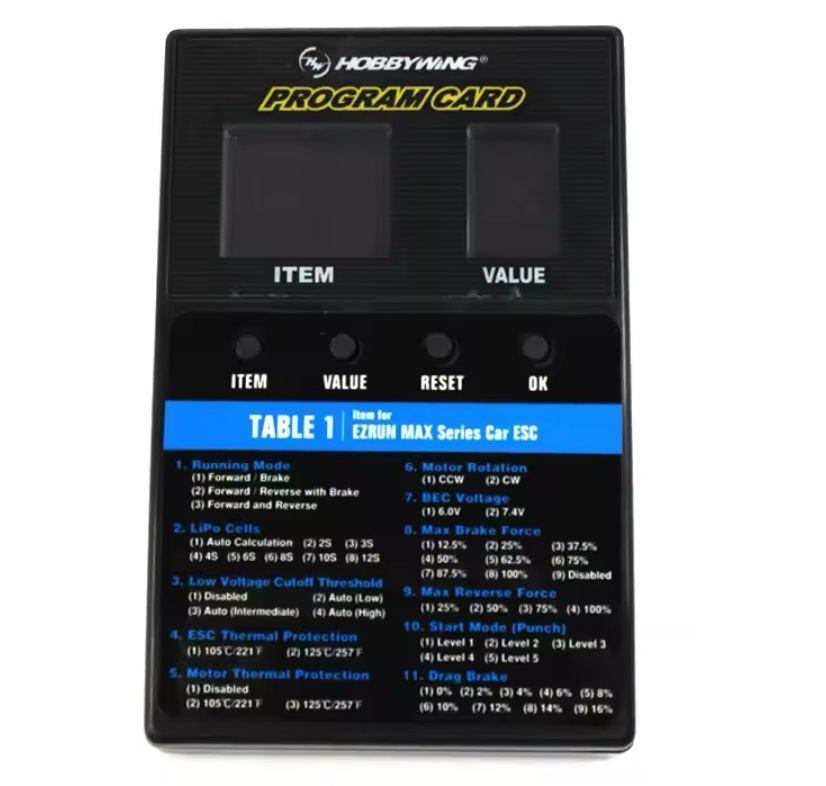 HW HOBBYWING®
PROGRAM CARD
ITEM
VALUE
ITEM
VALUE
RESET
OK
TABLE 1
Item for
EZRUN MAX Series Car ESC
1. Running Mode
(1) Forward / Brake
(2) Forward / Reverse with Brake
(3) Forward and Reverse
2. LiPo Cells
(1) Auto Calculation (2) 2S (3) 3S
(4) 4S (5) 6S (6) 8S (7) 10S (8) 12S
3. Low Voltage Cutoff Threshold
(1) Disabled (2) Auto (Low)
(3) Auto (Intermediate) (4) Auto (High)
4. ESC Thermal Protection
(1) 105℃/221℉ (2) 125℃/257℉
5. Motor Thermal Protection
(1) Disabled
(2) 105℃/221℉ (3) 125℃/257℉
6. Motor Rotation
(1) CCW (2) CW
7. BEC Voltage
(1) 6.0V (2) 7.4V
8. Max Brake Force
(1) 12.5% (2) 25% (3) 37.5%
(4) 50% (5) 62.5% (6) 75%
(7) 87.5% (8) 100% (9) Disabled
9. Max Reverse Force
(1) 25% (2) 50% (3) 75% (4) 100%
10. Start Mode (Punch)
(1) Level 1 (2) Level 2 (3) Level 3
(4) Level 4 (5) Level 5
11. Drag Brake
(1) 0% (2) 2% (3) 4% (4) 6% (5) 8%
(6) 10% (7) 12% (8) 14% (9) 16%